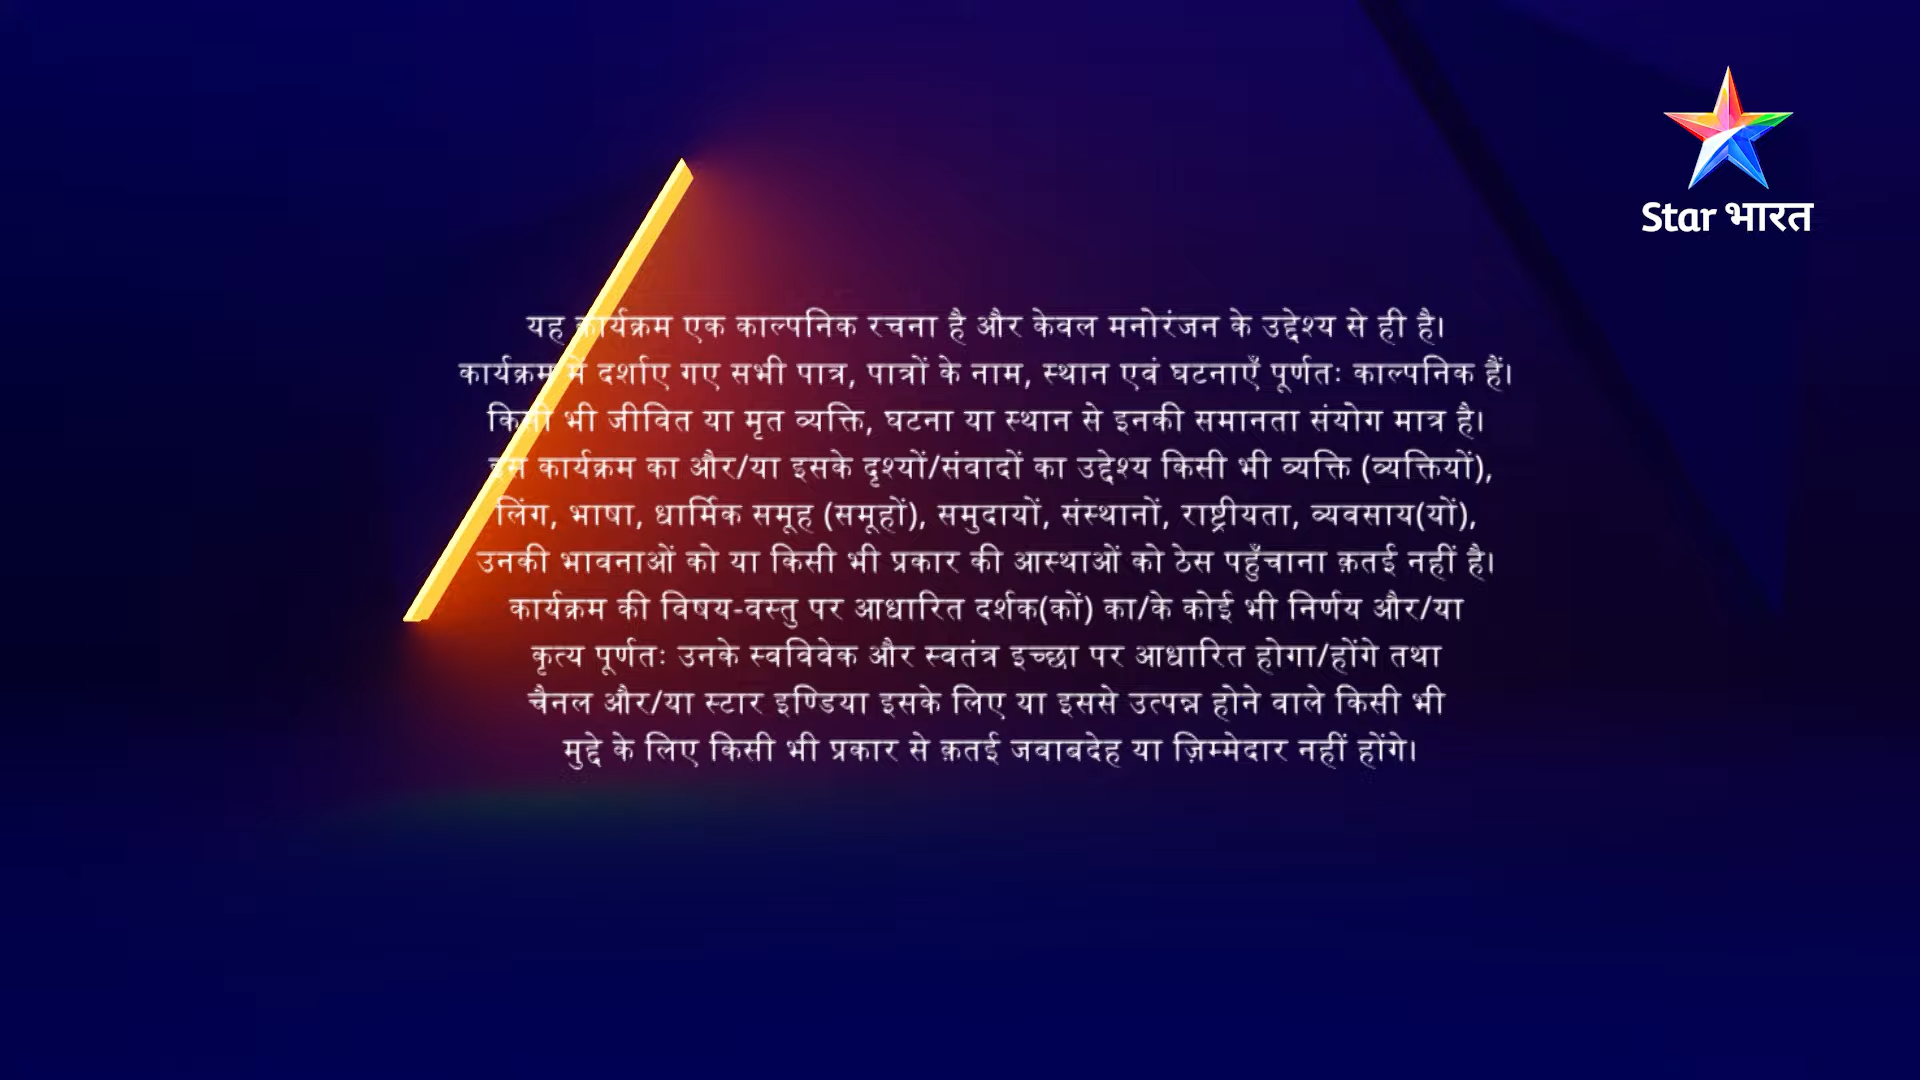 Star भारत
यह कार्यक्रम एक काल्पनिक रचना है और केवल मनोरंजन के उद्देश्य से ही है।
कार्यक्रम में दर्शाए गए सभी पात्र, पात्रों के नाम, स्थान एवं घटनाएँ पूर्णतः काल्पनिक हैं।
किसी भी जीवित या मृत व्यक्ति, घटना या स्थान से इनकी समानता संयोग मात्र है।
इस कार्यक्रम का और/या इसके दृश्यों/संवादों का उद्देश्य किसी भी व्यक्ति (व्यक्तियों),
लिंग, भाषा, धार्मिक समूह (समूहों), समुदायों, संस्थानों, राष्ट्रीयता, व्यवसाय(यों),
उनकी भावनाओं को या किसी भी प्रकार की आस्थाओं को ठेस पहुँचाना क़तई नहीं है।
कार्यक्रम की विषय-वस्तु पर आधारित दर्शक(कों) का/के कोई भी निर्णय और/या
कृत्य पूर्णतः उनके स्वविवेक और स्वतंत्र इच्छा पर आधारित होगा/होंगे तथा
चैनल और/या स्टार इण्डिया इसके लिए या इससे उत्पन्न होने वाले किसी भी
मुद्दे के लिए किसी भी प्रकार से क़तई जवाबदेह या ज़िम्मेदार नहीं होंगे।